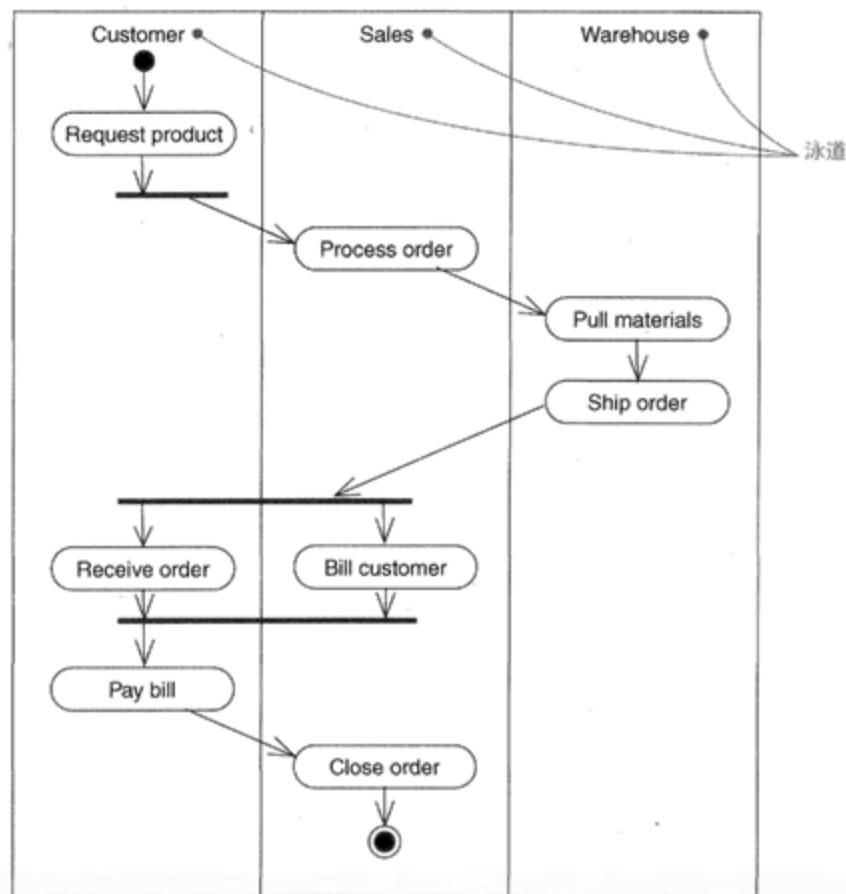 Customer
Sales
Warehouse
Request product
泳道
Process order
Pull materials
Ship order
Receive order
Bill customer
Pay bill
Close order